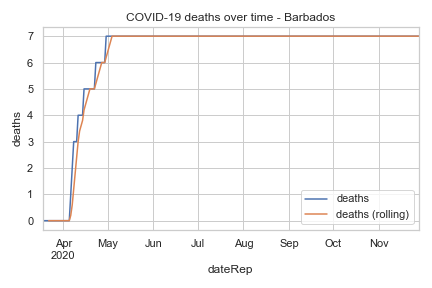 COVID-19 deaths over time - Barbados
deaths
7
6
5
4
3
2
1
0
Apr May Jun Jul Aug Sep Oct Nov
2020
dateRep
deaths
deaths (rolling)